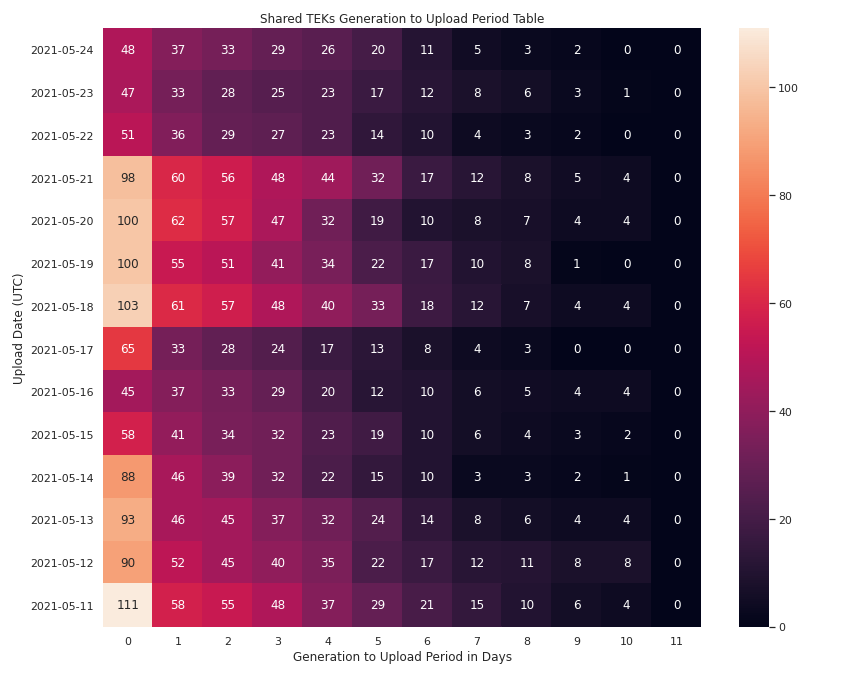 Shared TEKs Generation to Upload Period Table
Upload Date (UTC)
2021-05-24 48 37 33 29 26 20 11 5 3 2 0 0
2021-05-23 47 33 28 25 23 17 12 8 6 3 1 0
2021-05-22 51 36 29 27 23 14 10 4 3 2 0 0
2021-05-21 98 60 56 48 44 32 17 12 8 5 4 0
2021-05-20 100 62 57 47 32 19 10 8 7 4 4 0
2021-05-19 100 55 51 41 34 22 17 10 8 1 0 0
2021-05-18 103 61 57 48 40 33 18 12 7 4 4 0
2021-05-17 65 33 28 24 17 13 8 4 3 0 0 0
2021-05-16 45 37 33 29 20 12 10 6 5 4 4 0
2021-05-15 58 41 34 32 23 19 10 6 4 3 2 0
2021-05-14 88 46 39 32 22 15 10 3 3 2 1 0
2021-05-13 93 46 45 37 32 24 14 8 6 4 4 0
2021-05-12 90 52 45 40 35 22 17 12 11 8 8 0
2021-05-11 111 58 55 48 37 29 21 15 10 6 4 0
0 1 2 3 4 5 6 7 8 9 10 11
Generation to Upload Period in Days
100
80
60
40
20
0